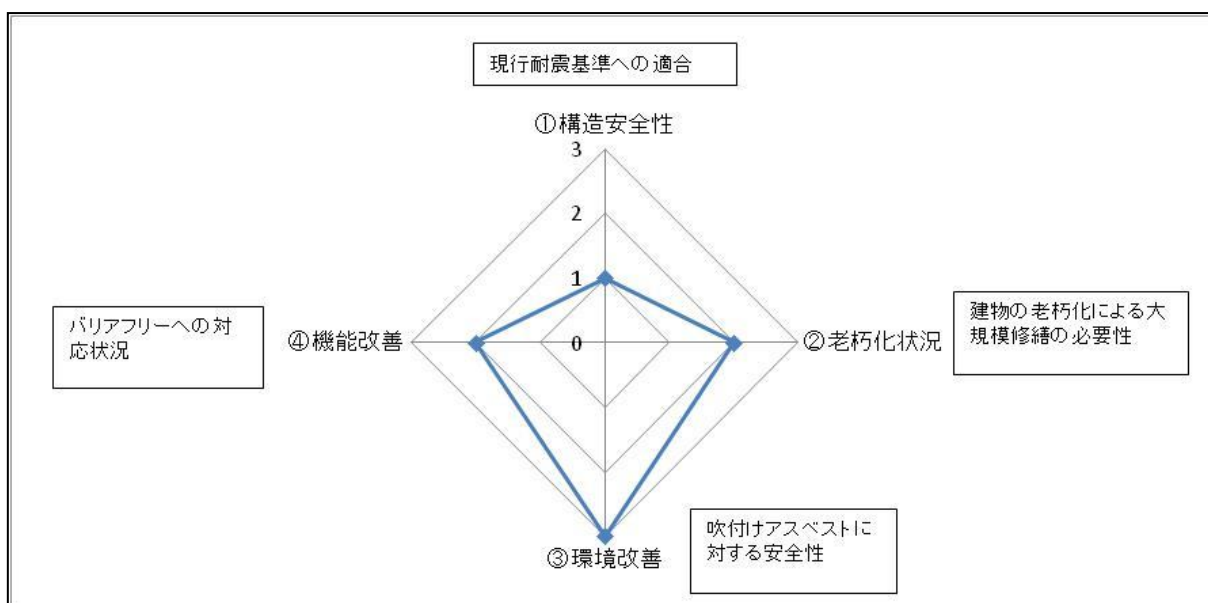 現行耐震基準への適合
①構造安全性
3
2
1
0
バリアフリーへの対
応状況
④機能改善
②老朽化状況
建物の老朽化による大
規模修繕の必要性
③環境改善
吹付けアスベストに
対する安全性